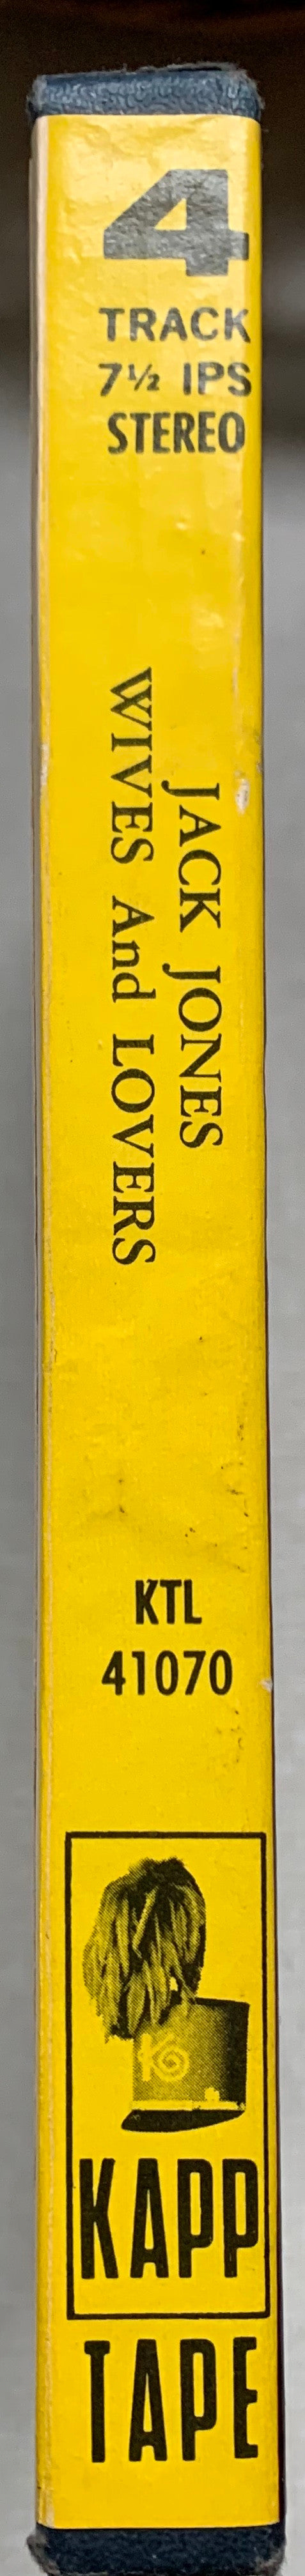 4
TRACK
7½ IPS
STEREO
JACK JONES
WIVES And LOVERS
KTL
41070
K
KAPP
TAPE